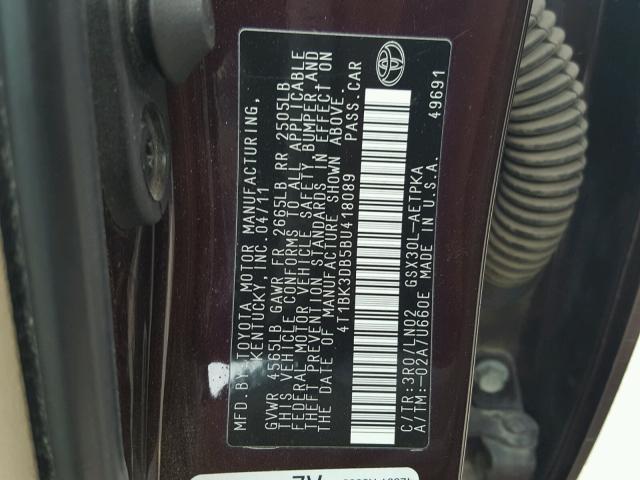 MFD.BY: TOYOTA MOTOR MANUFACTURING,
KENTUCKY, INC. 04/11
GVWR 4565LB GAWR FR 2665LB RR 2505LB
THIS VEHICLE CONFORMS TO ALL APPLICABLE
FEDERAL MOTOR VEHICLE SAFETY BUMPER,AND
THEFT PREVENTION STANDARDS IN EFFECT ON
THE DATE OF MANUFACTURE SHOWN ABOVE.
4T1BK3DB5BU418089 PASS.CAR
TOYOTA
49691
C/TR:3R0/LN02 GSX30L-AETPKA
A/TM:-02A/U660E MADE IN U.S.A.